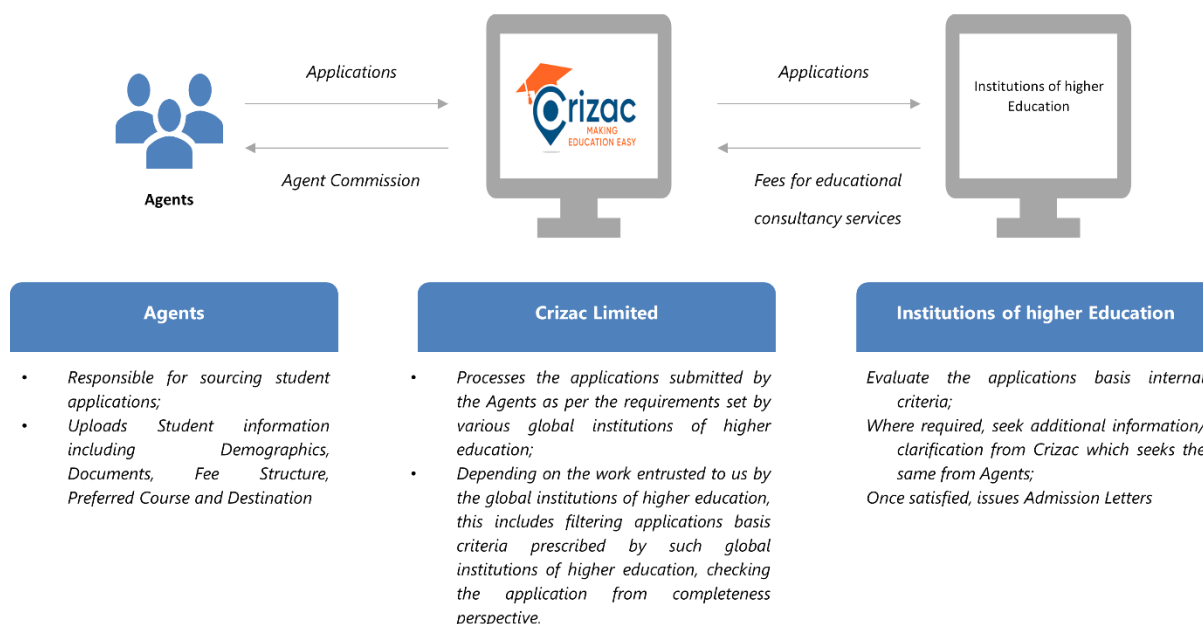 Applications
Applications
Crizac
MAKING
EDUCATION EASY
Institutions of higher
Education
Agents
Agent Commission
Fees for educational
consultancy services
Agents
• Responsible for sourcing student
applications;
• Uploads Student information
including Demographics,
Documents, Fee Structure,
Preferred Course and Destination
Crizac Limited
• Processes the applications submitted by
the Agents as per the requirements set by
various global institutions of higher
education;
• Depending on the work entrusted to us by
the global institutions of higher education,
this includes filtering applications basis
criteria prescribed by such global
institutions of higher education, checking
the application from completeness
perspective.
Institutions of higher Education
Evaluate the applications basis internal
criteria;
Where required, seek additional information/
clarification from Crizac which seeks the
same from Agents;
Once satisfied, issues Admission Letters